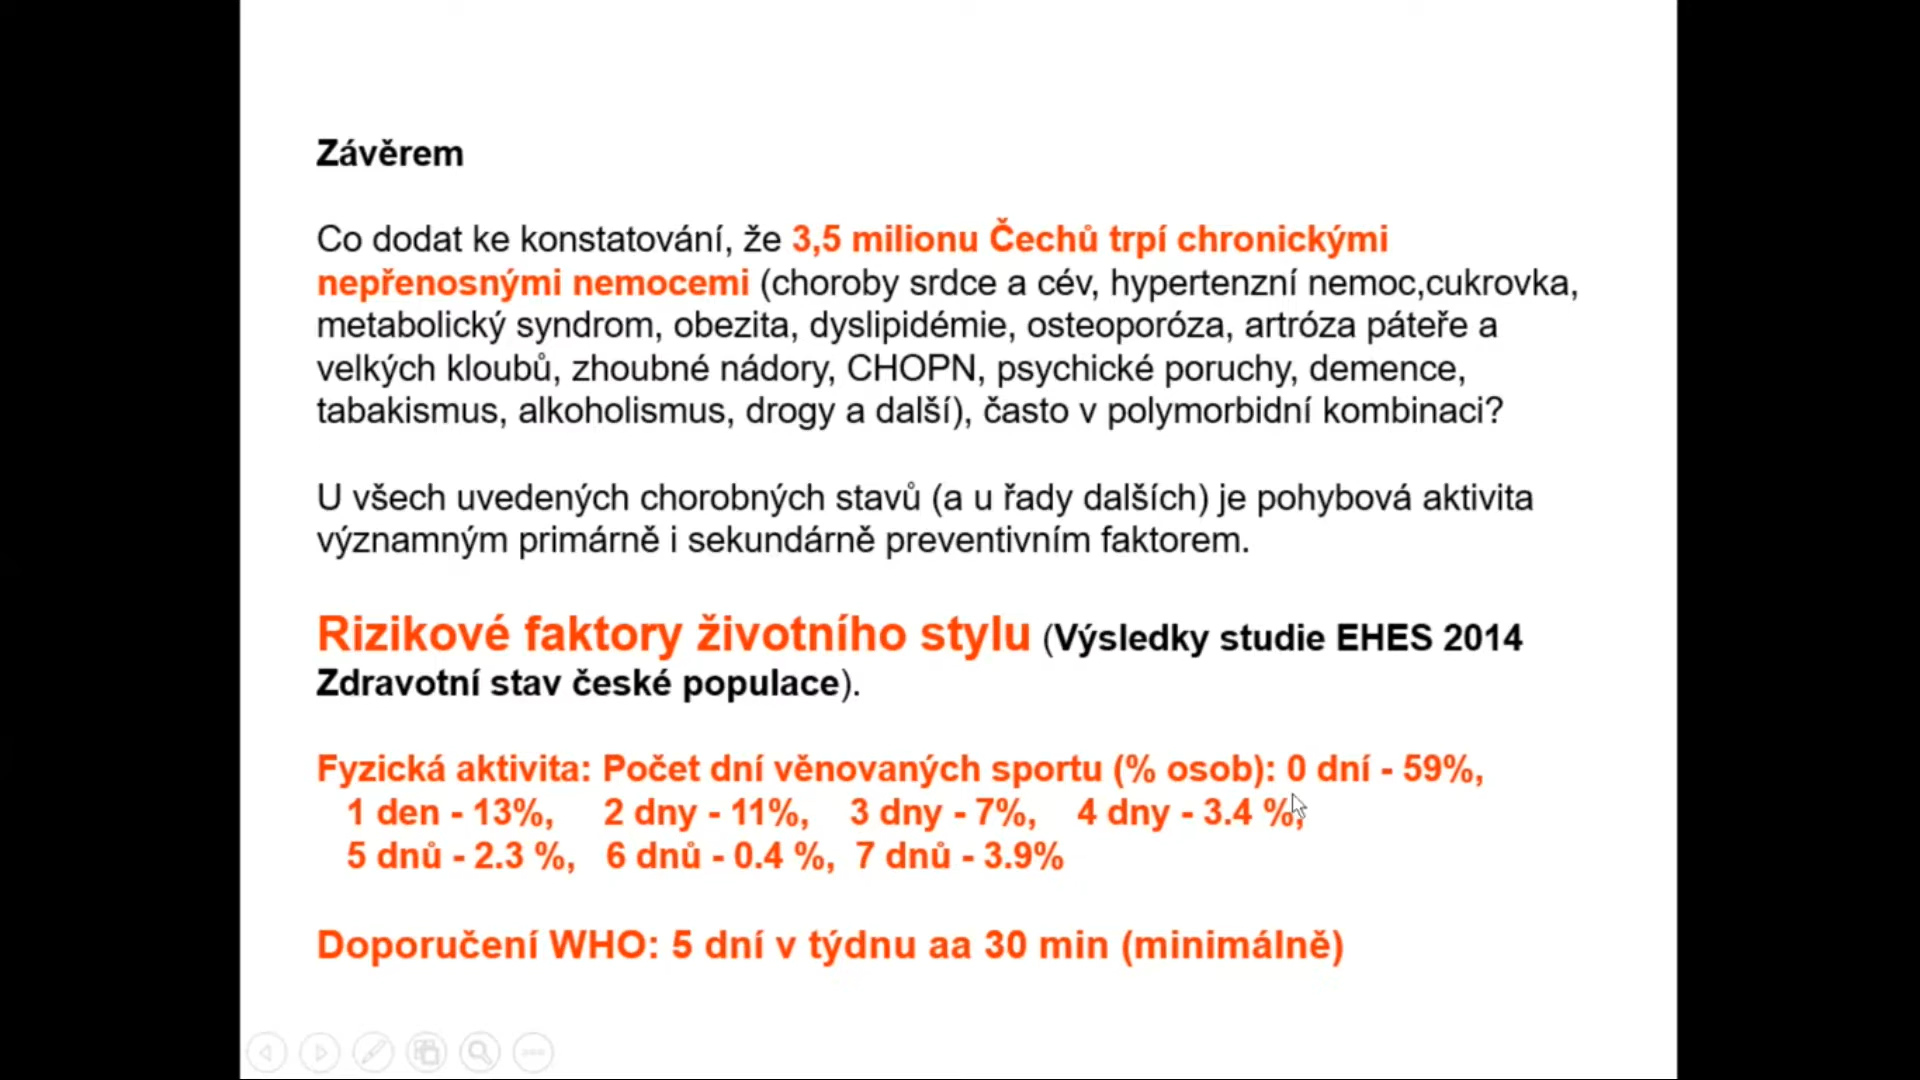 Závěrem
Co dodat ke konstatování, že 3,5 milionu Čechů trpí chronickými
nepřenosnými nemocemi (choroby srdce a cév, hypertenzní nemoc,cukrovka,
metabolický syndrom, obezita, dyslipidémie, osteoporóza, artróza páteře a
velkých kloubů, zhoubné nádory, CHOPN, psychické poruchy, demence,
tabakismus, alkoholismus, drogy a další), často v polymorbidní kombinaci?
U všech uvedených chorobných stavů (a u řady dalších) je pohybová aktivita
významným primárně i sekundárně preventivním faktorem.
Rizikové faktory životního stylu (Výsledky studie EHES 2014
Zdravotní stav české populace).
Fyzická aktivita: Počet dní věnovaných sportu (% osob): 0 dní - 59%,
1 den - 13%, 2 dny - 11%, 3 dny - 7%, 4 dny - 3.4 %,
5 dnů - 2.3 %, 6 dnů - 0.4 %, 7 dnů - 3.9%
Doporučení WHO: 5 dní v týdnu aa 30 min (minimálně)